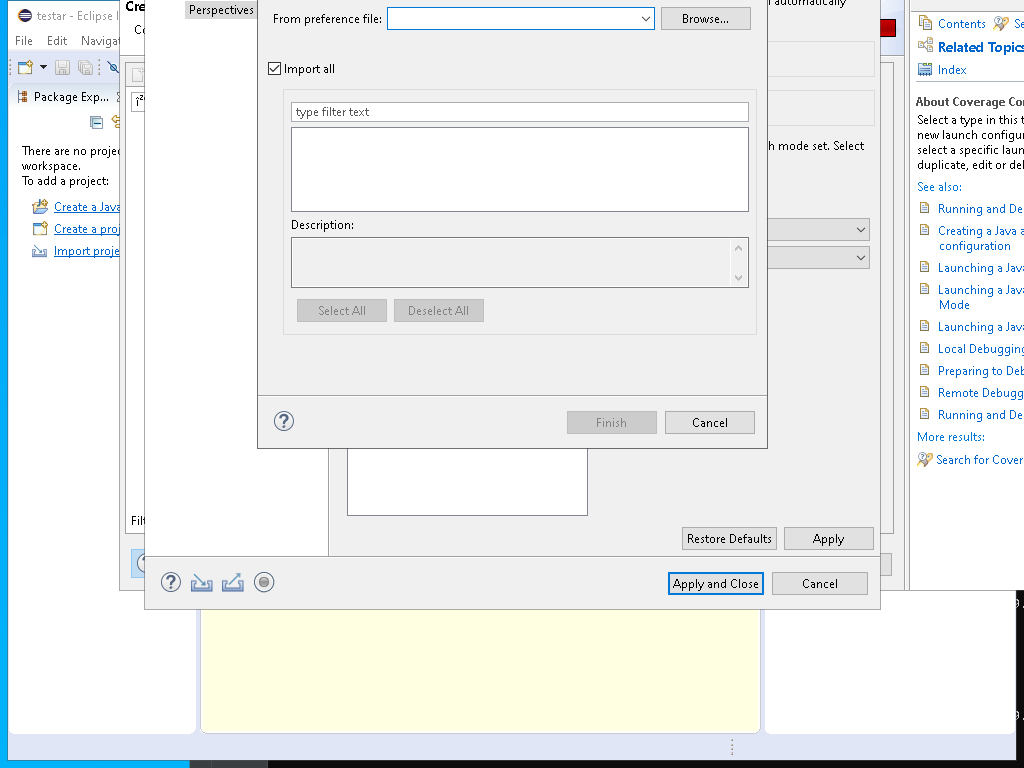 testar - Eclipse I
File Edit Navigat
Package Exp...
There are no proje
workspace.
To add a project:
Create a Java
Create a proj
Import proje
Cre
Co
Filt
Perspectives
From preference file:
Browse...
Import all
type filter text
Description:
Select All
Deselect All
Finish
Cancel
automatically
h mode set. Select
Restore Defaults
Apply
Apply and Close
Cancel
Contents
Se
Related Topics
Index
About Coverage Con
Select a type in this t
new launch configur
select a specific laun
duplicate, edit or del
See also:
Running and De
Creating a Java a
configuration
Launching a Java
Launching a Java
Mode
Launching a Java
Local Debugging
Preparing to Deb
Remote Debugg
Running and De
More results:
Search for Cover